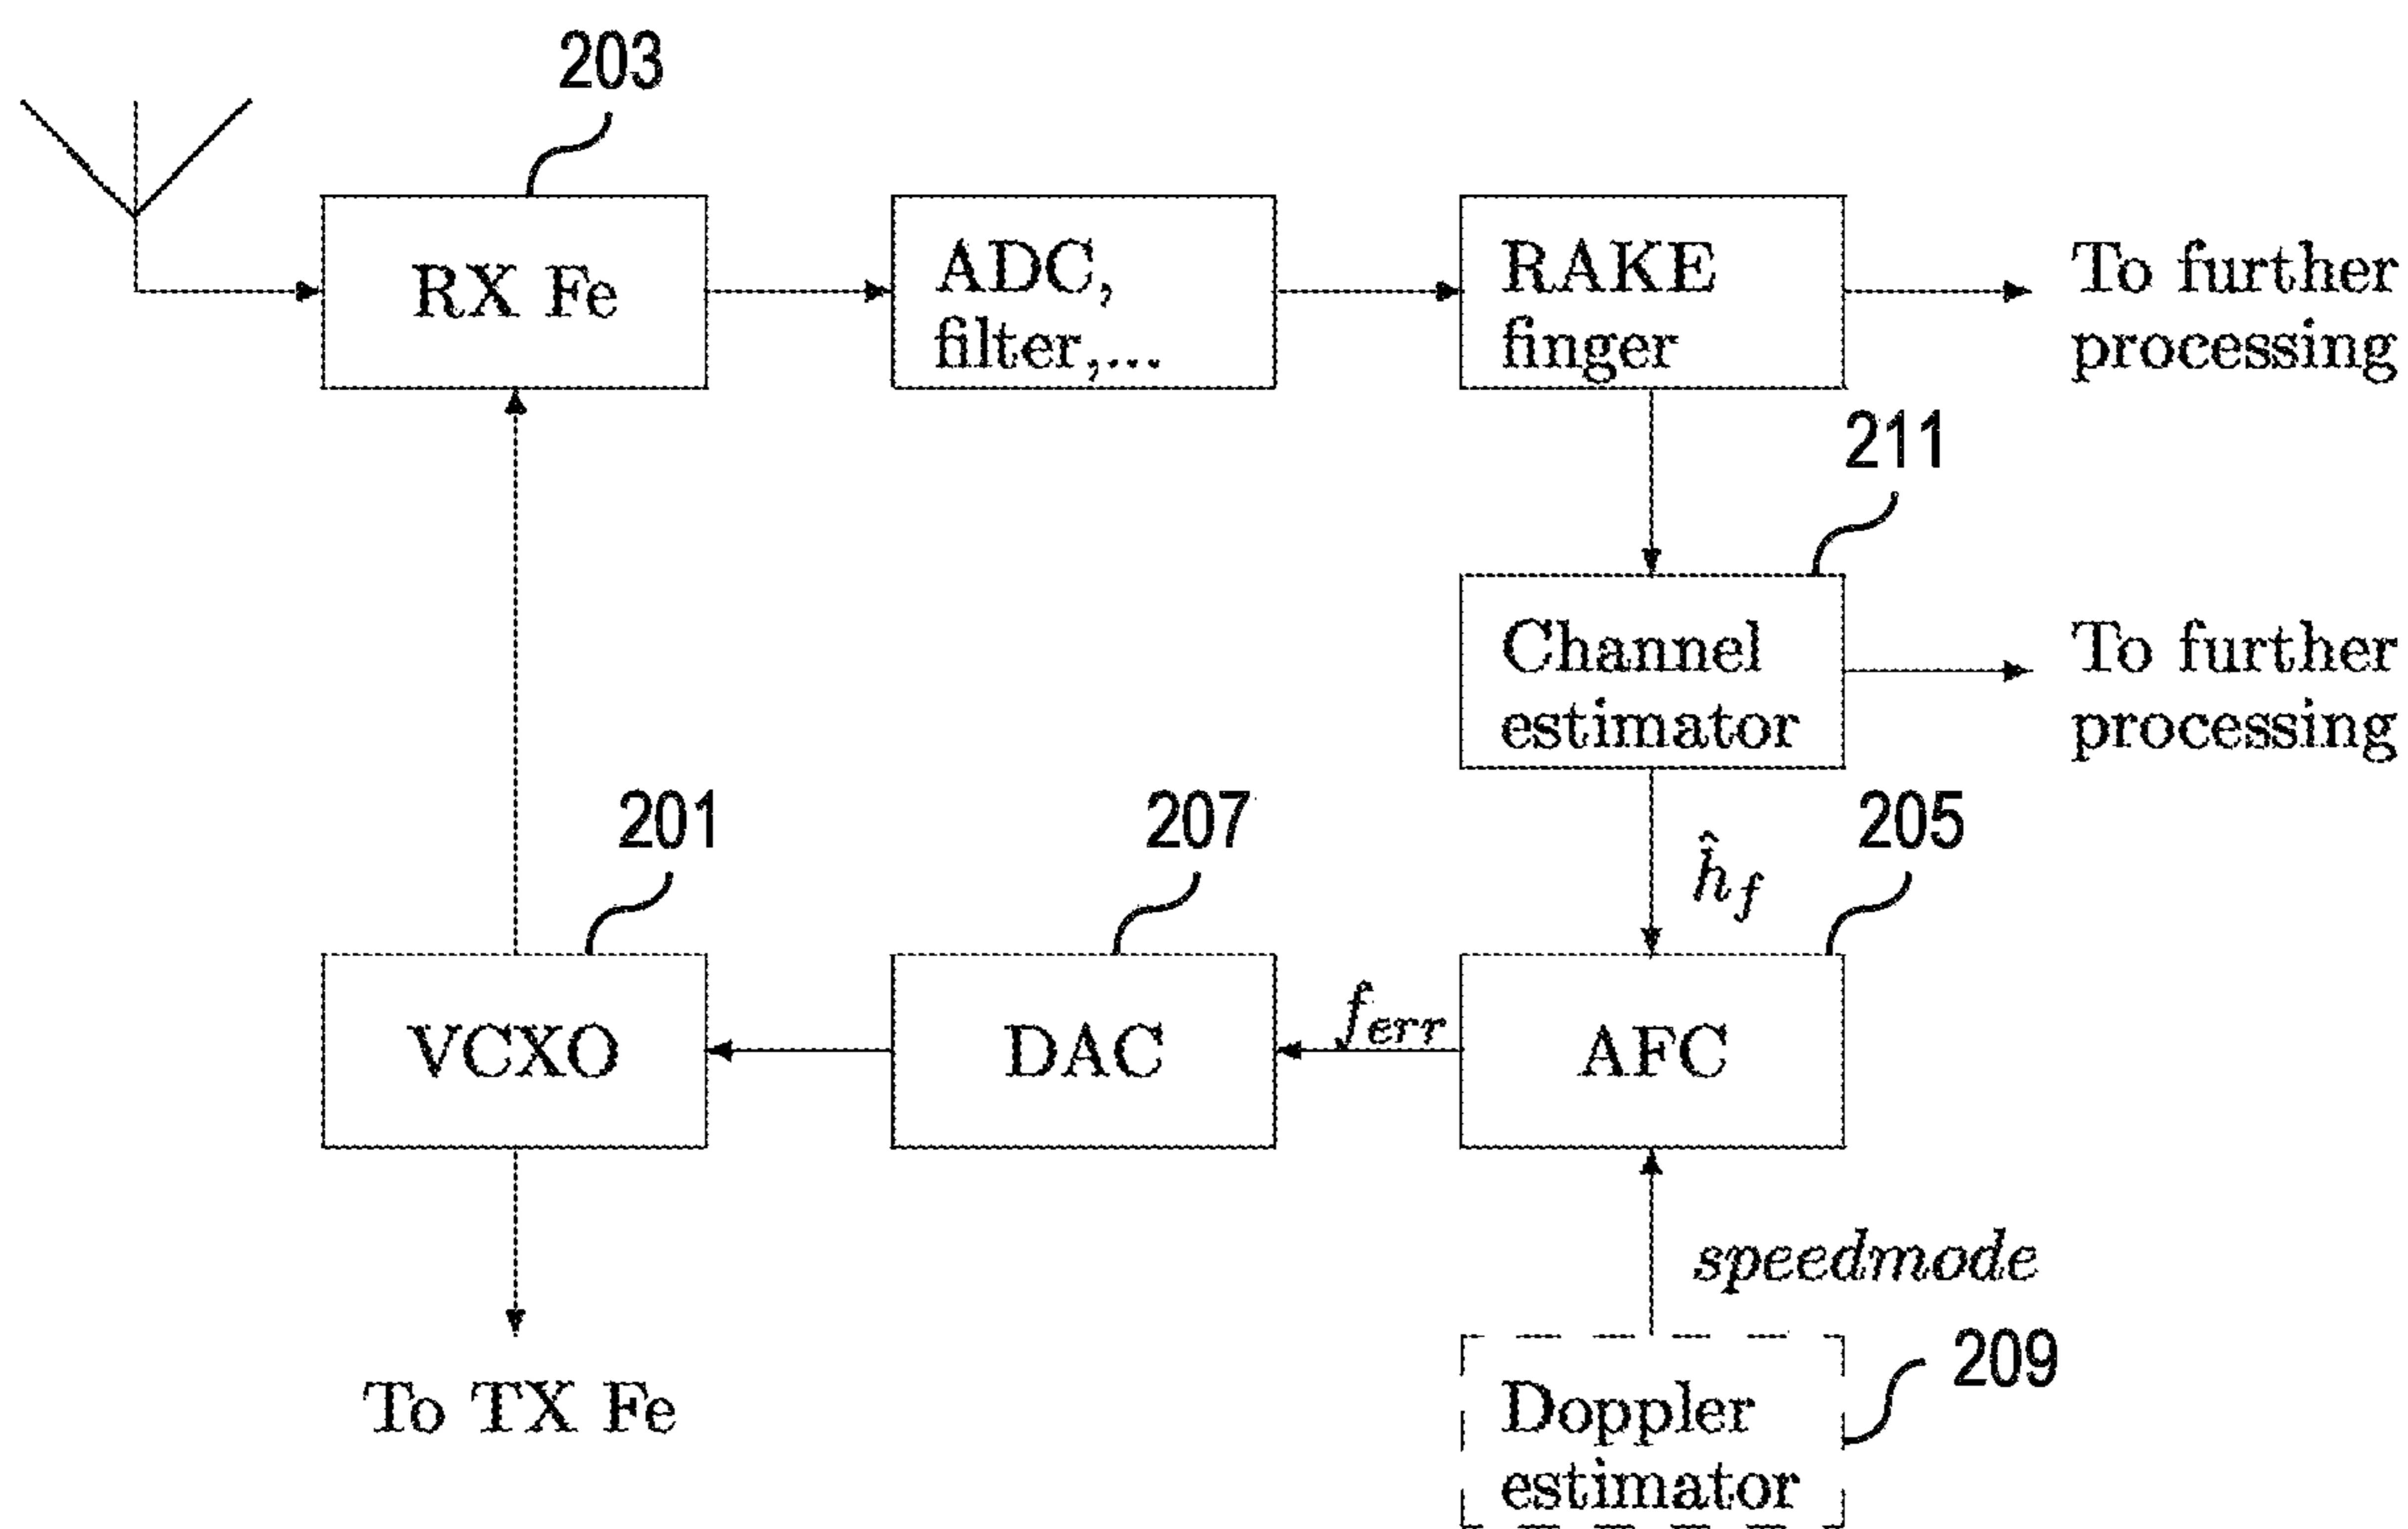 203
RX Fe
ADC,
filter,...
RAKE
finger
To further
processing
211
Channel
estimator
To further
processing
201
207
205
ĥf
VCXO
DAC
ferr
AFC
speedmode
209
To TX Fe
Doppler
estimator